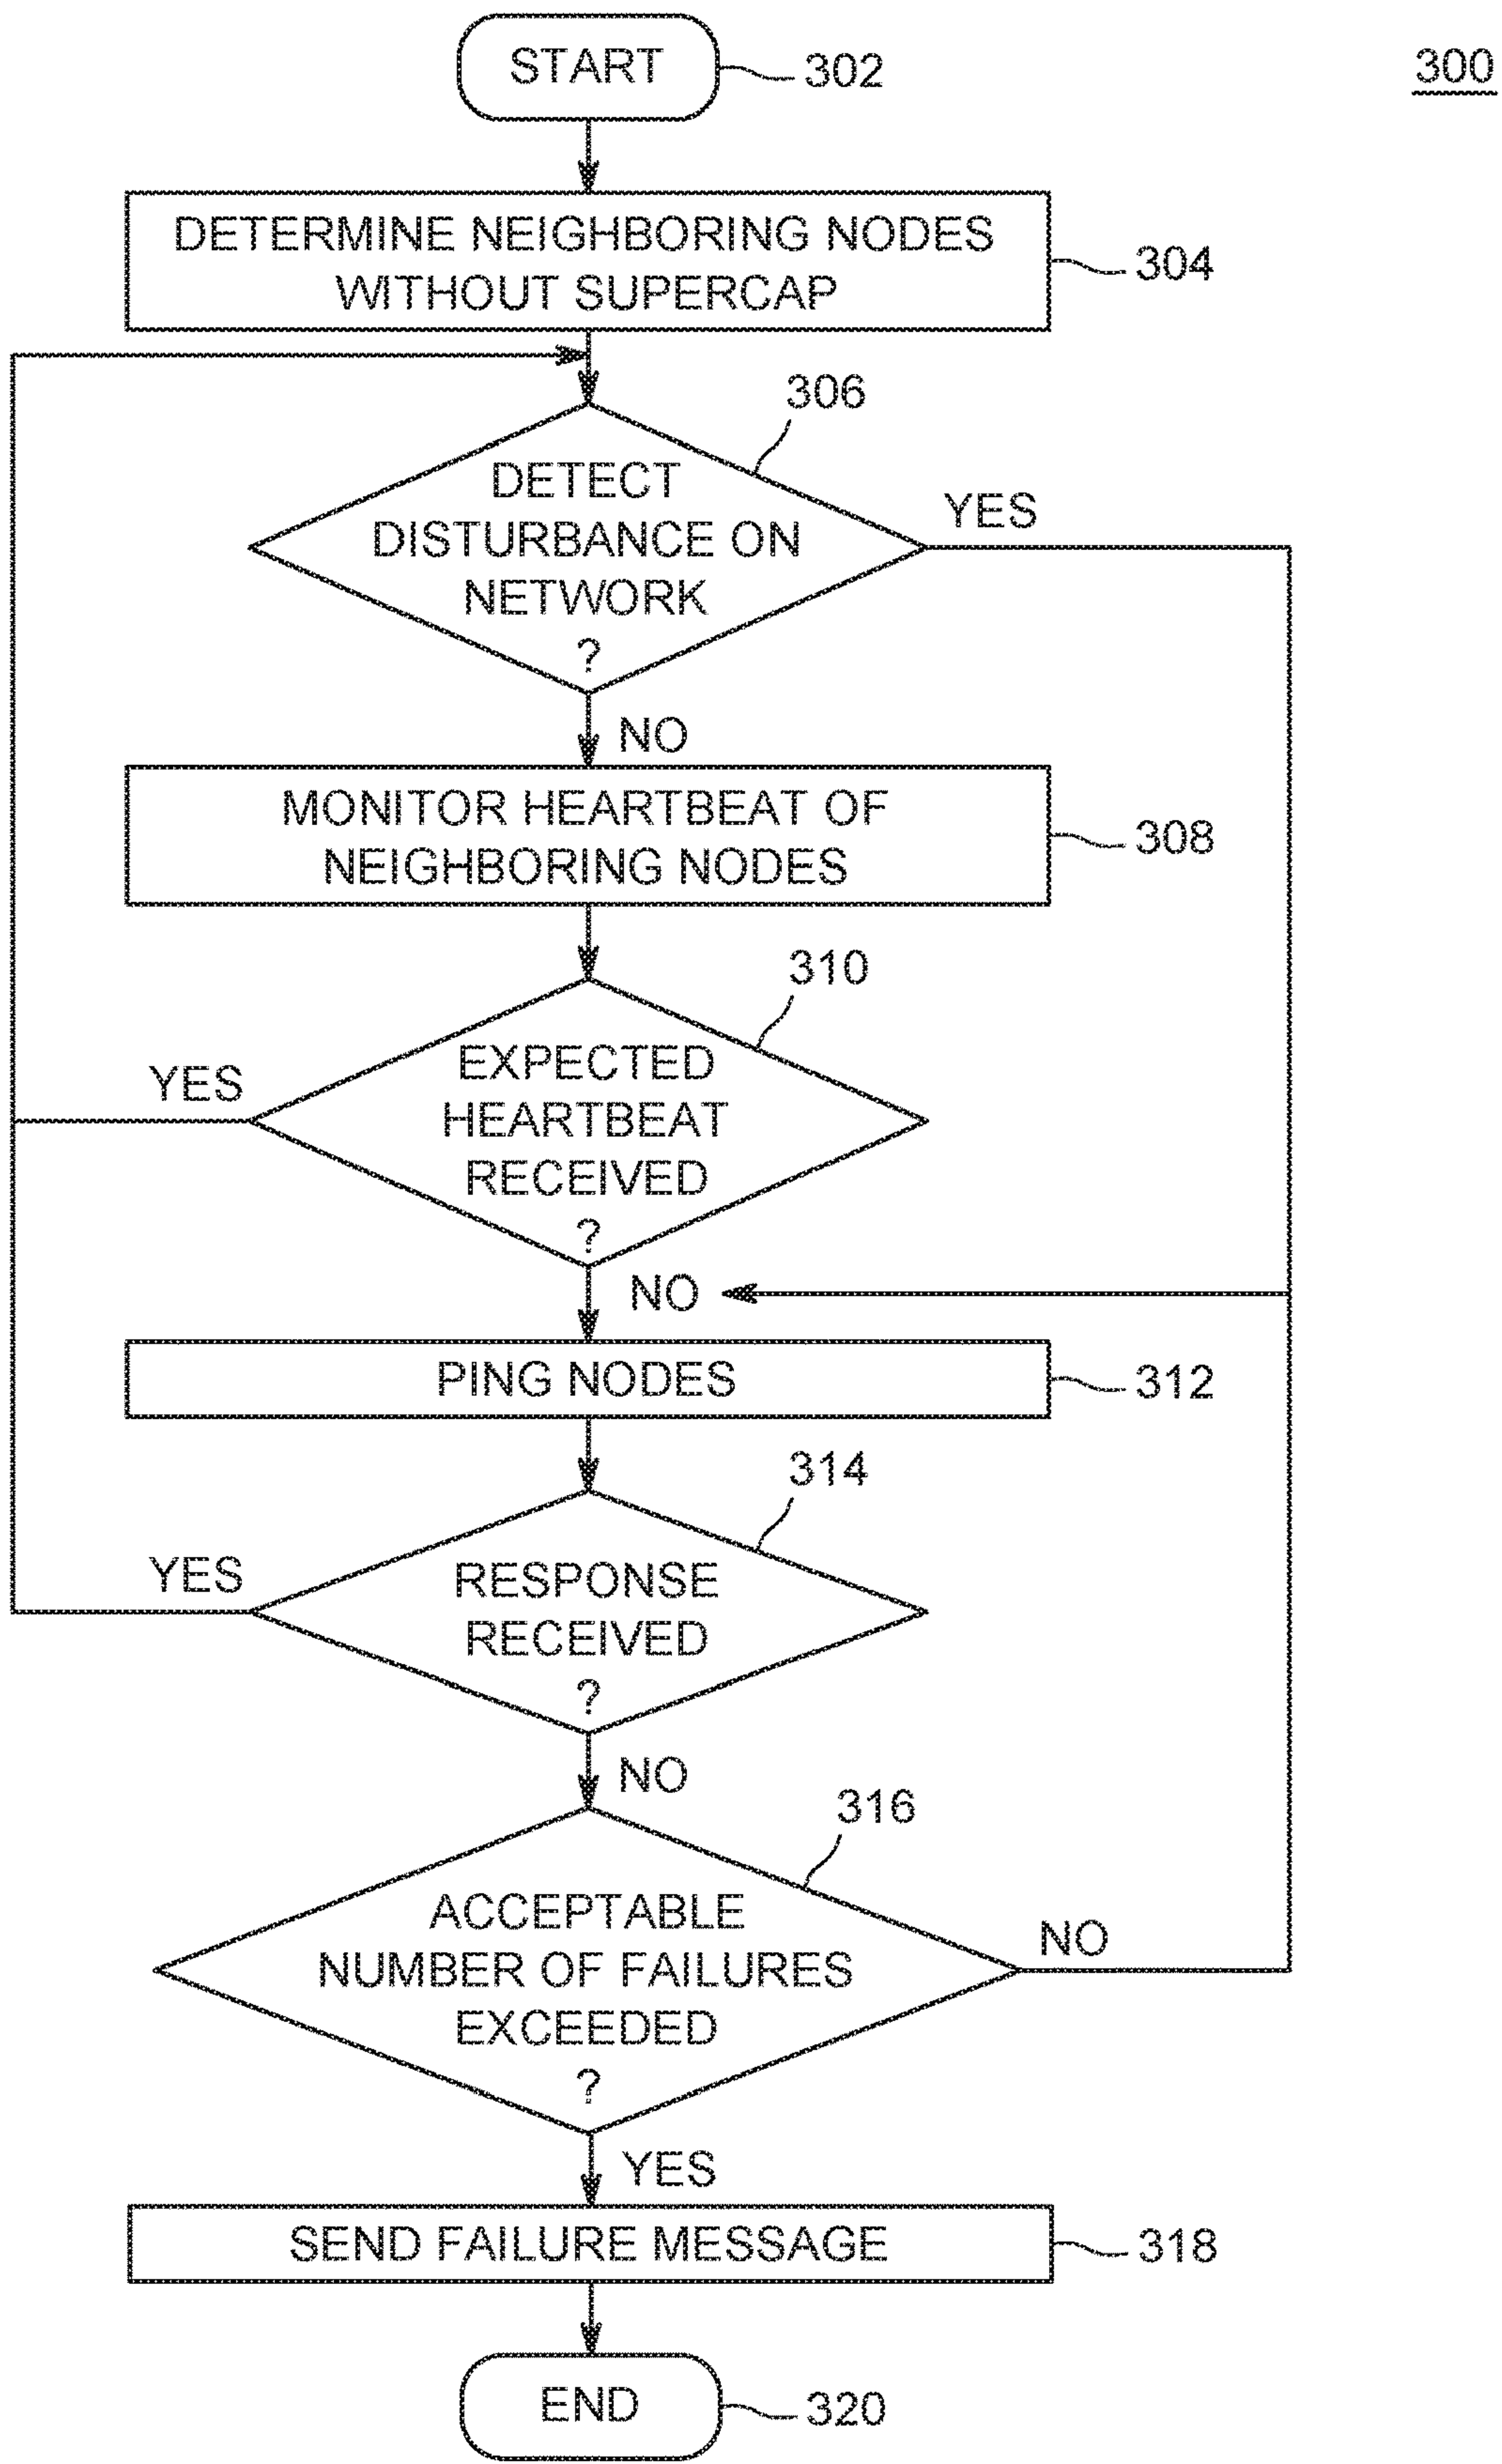 START
302
300
DETERMINE NEIGHBORING NODES
WITHOUT SUPERCAP
304
306
DETECT
DISTURBANCE ON
NETWORK
?
YES
NO
MONITOR HEARTBEAT OF
NEIGHBORING NODES
308
310
EXPECTED
HEARTBEAT
RECEIVED
?
YES
NO
PING NODES
312
314
RESPONSE
RECEIVED
?
YES
NO
316
ACCEPTABLE
NUMBER OF FAILURES
EXCEEDED
?
NO
YES
SEND FAILURE MESSAGE
318
END
320